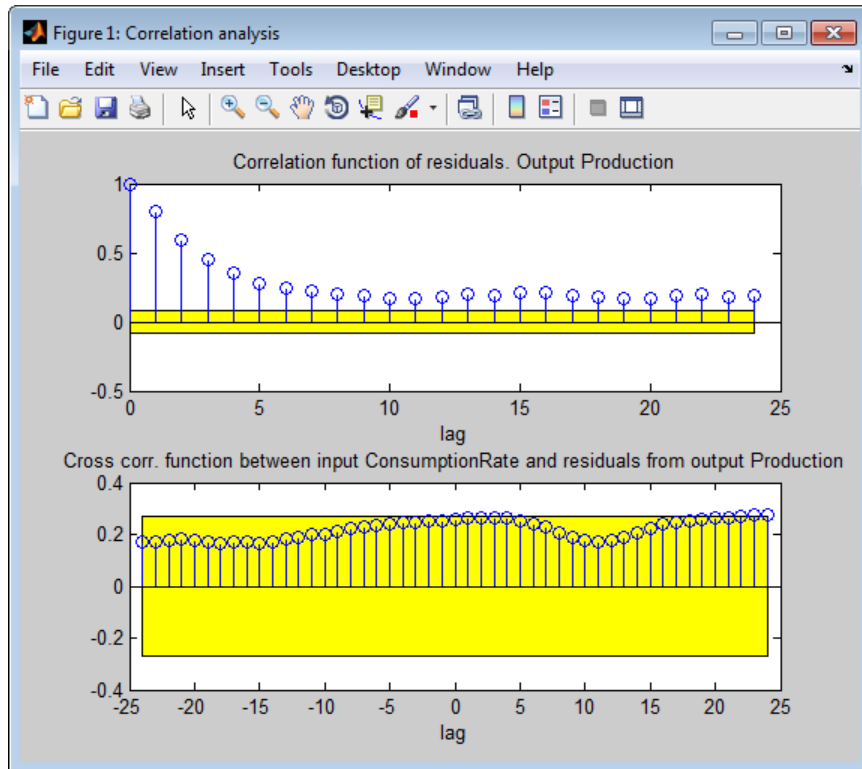 Figure 1: Correlation analysis
File Edit View Insert Tools Desktop Window Help
Correlation function of residuals. Output Production
1
0.5
0
-0.5
0 5 10 15 20 25
lag
Cross corr. function between input ConsumptionRate and residuals from output Production
0.4
0.2
0
-0.2
-0.4
-25 -20 -15 -10 -5 0 5 10 15 20 25
lag